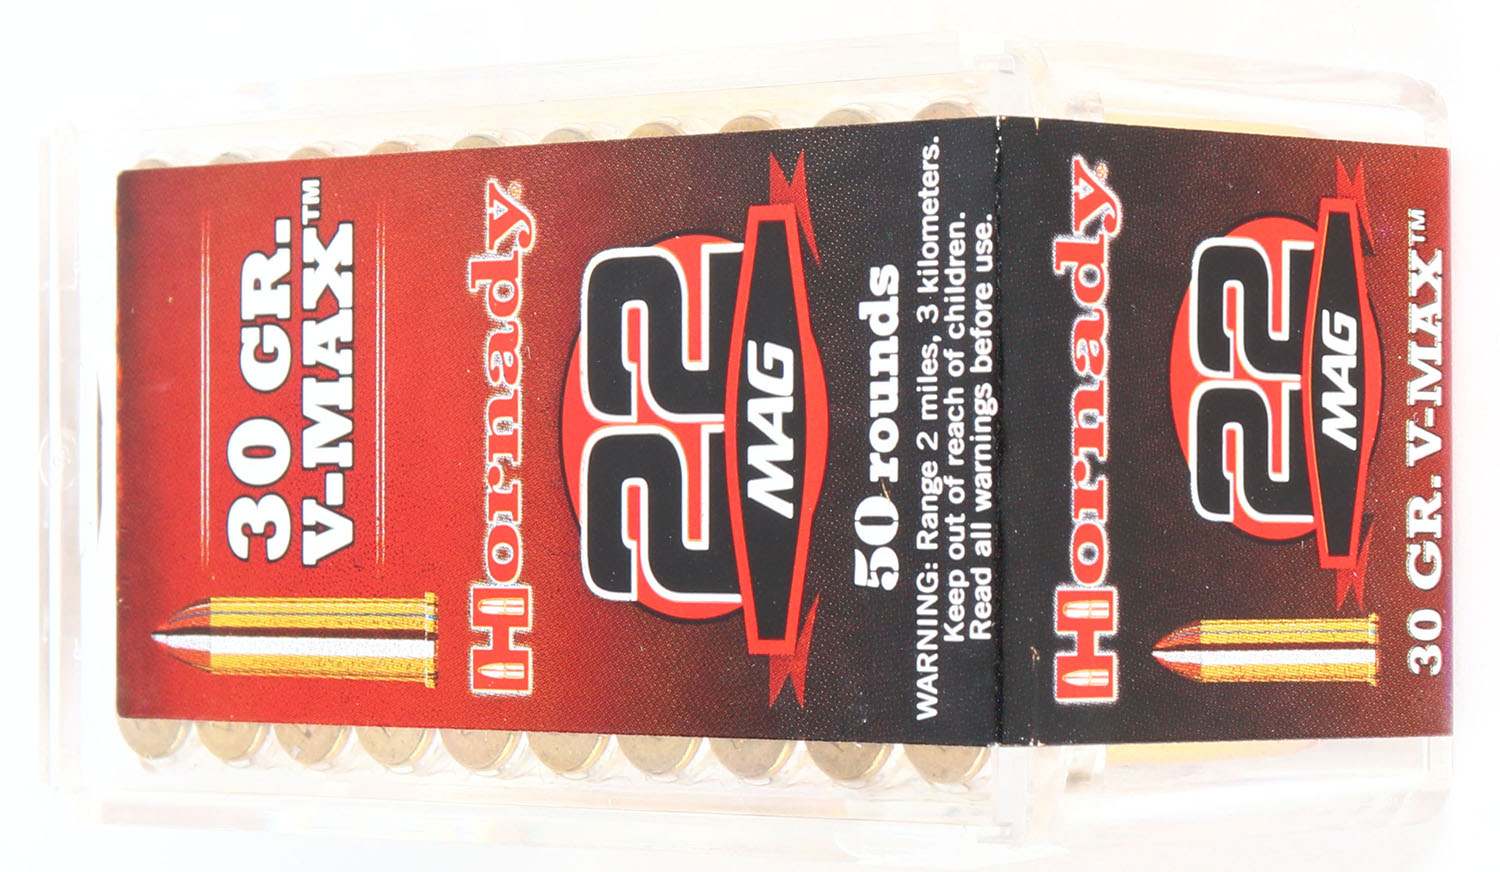 30 GR.
V-MAX™
Hornady®
22
MAG
50 rounds
WARNING: Range 2 miles, 3 kilometers.
Keep out of reach of children.
Read all warnings before use.
Hornady®
22
MAG
30 GR. V-MAX™